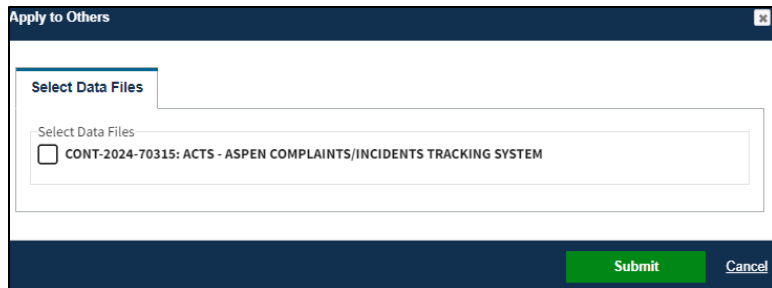 Apply to Others
Select Data Files
Select Data Files
CONT-2024-70315: ACTS - ASPEN COMPLAINTS/INCIDENTS TRACKING SYSTEM
Submit Cancel